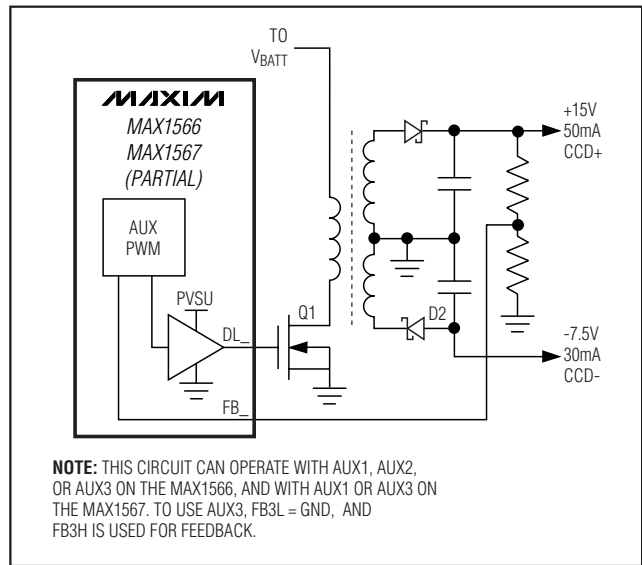 TO
VBATT
MAXIM
MAX1566
MAX1567
(PARTIAL)
AUX
PWM
PVSU
DL_
Q1
FB_
D2
+15V
50mA
CCD+
-7.5V
30mA
CCD-
NOTE: THIS CIRCUIT CAN OPERATE WITH AUX1, AUX2,
OR AUX3 ON THE MAX1566, AND WITH AUX1 OR AUX3 ON
THE MAX1567. TO USE AUX3, FB3L = GND, AND
FB3H IS USED FOR FEEDBACK.